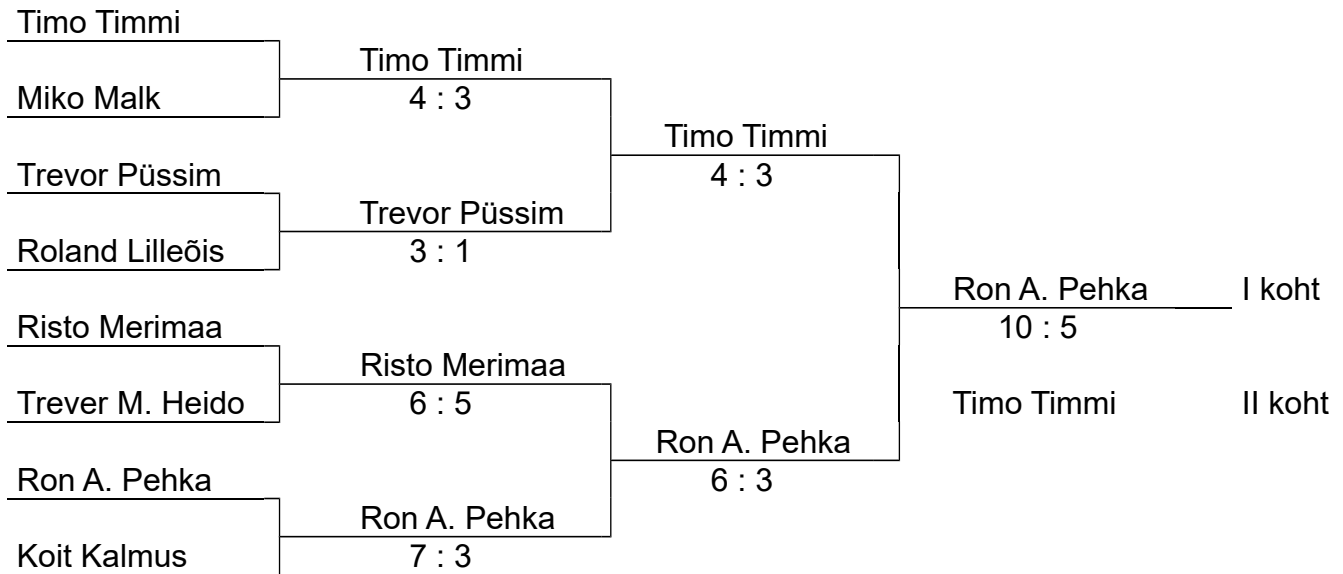 Timo Timmi
Timo Timmi
Miko Malk
4 : 3
Timo Timmi
Trevor Püssim
4 : 3
Trevor Püssim
Roland Lilleõis
3 : 1
Ron A. Pehka I koht
Risto Merimaa
10 : 5
Risto Merimaa
Trever M. Heido
6 : 5
Timo Timmi II koht
Ron A. Pehka
Ron A. Pehka
6 : 3
Ron A. Pehka
Koit Kalmus
7 : 3